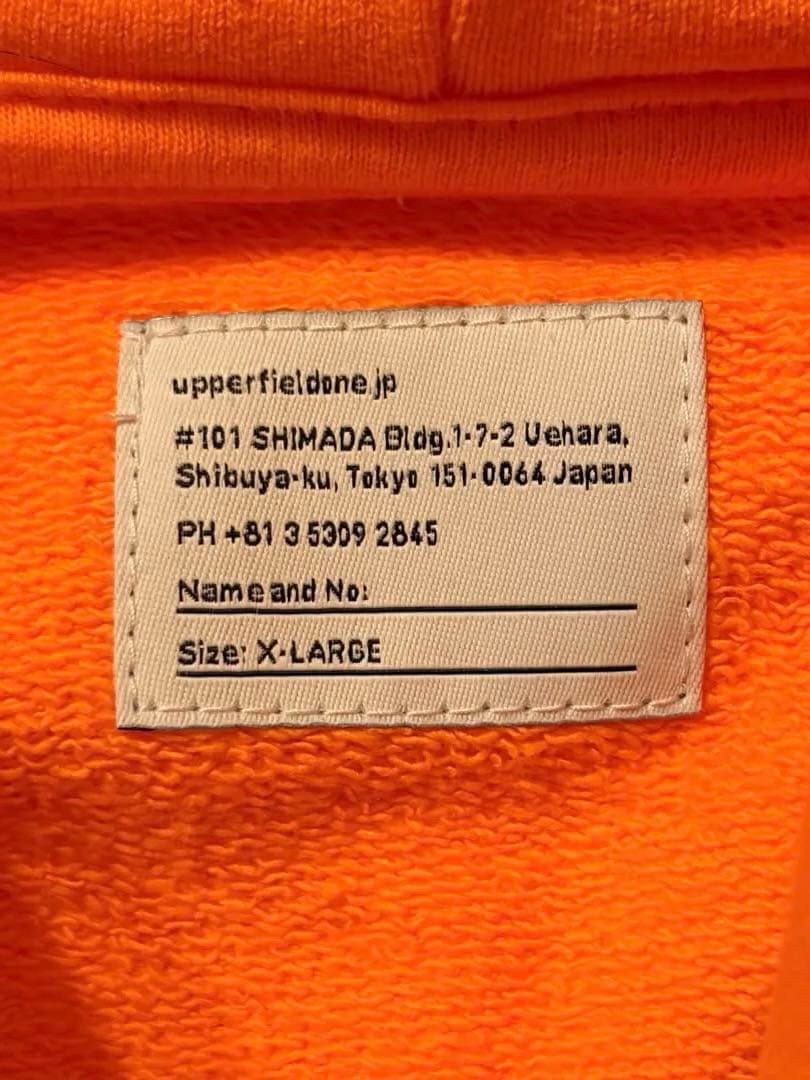 upperfieldone.jp
#101 SHIMADA Bldg.1-7-2 Uehara,
Shibuya-ku, Tokyo 151-0064 Japan
PH +81 3 5309 2845
Name and No:
Size: X-LARGE